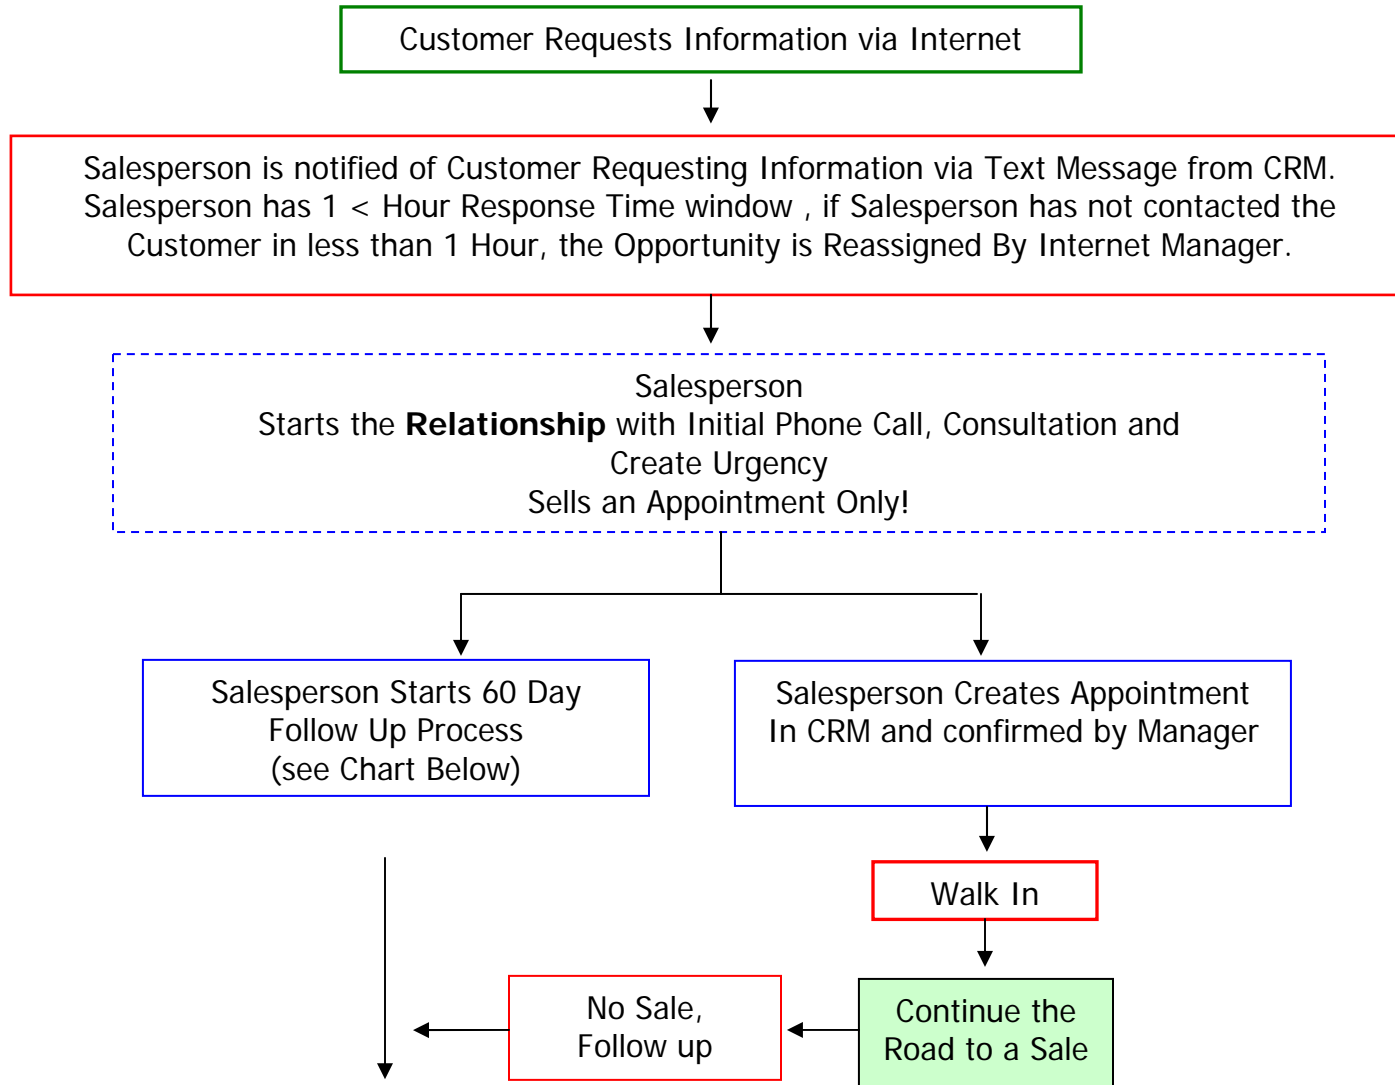 Customer Requests Information via Internet
Salesperson is notified of Customer Requesting Information via Text Message from CRM.
Salesperson has 1 < Hour Response Time window , if Salesperson has not contacted the
Customer in less than 1 Hour, the Opportunity is Reassigned By Internet Manager.
Salesperson
Starts the Relationship with Initial Phone Call, Consultation and
Create Urgency
Sells an Appointment Only!
Salesperson Starts 60 Day
Follow Up Process
(see Chart Below)
Salesperson Creates Appointment
In CRM and confirmed by Manager
Walk In
No Sale,
Follow up
Continue the
Road to a Sale